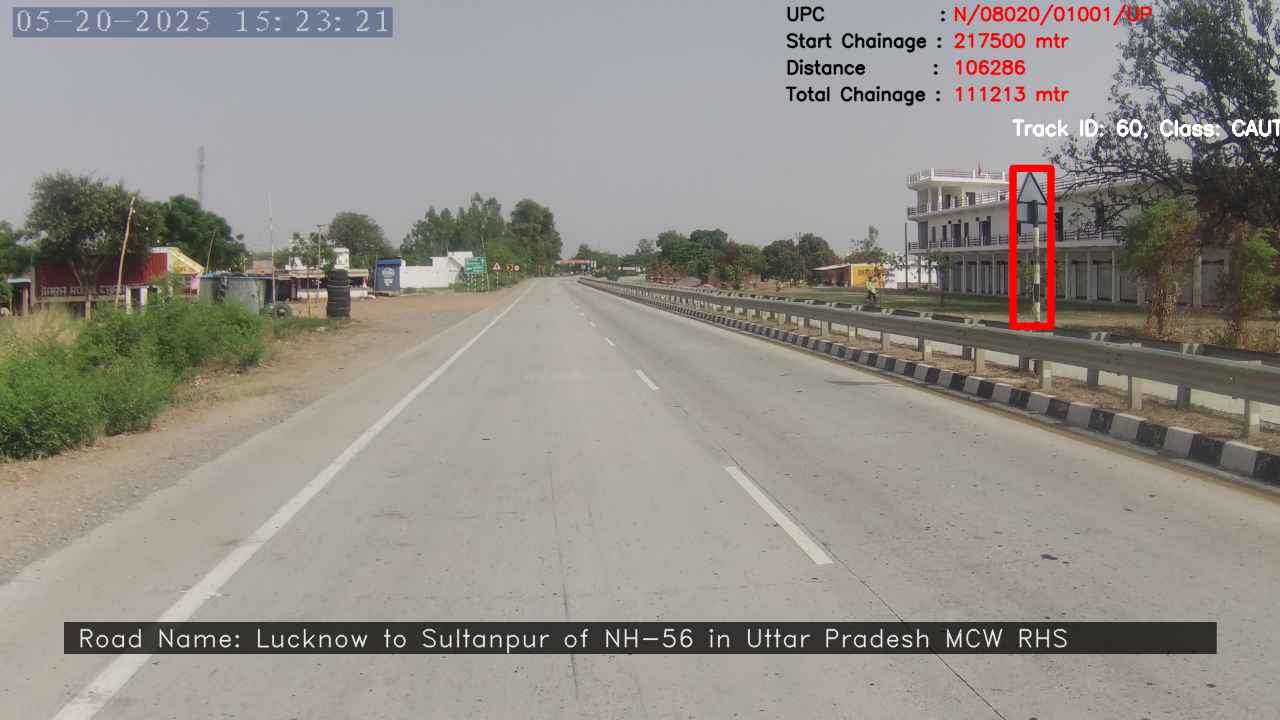 05-20-2025 15:23:21
UPC : N/08020/01001/UP
Start Chainage : 217500 mtr
Distance : 106286
Total Chainage : 111213 mtr
Track ID: 60, Class: CAUT
Road Name: Lucknow to Sultanpur of NH-56 in Uttar Pradesh MCW RHS